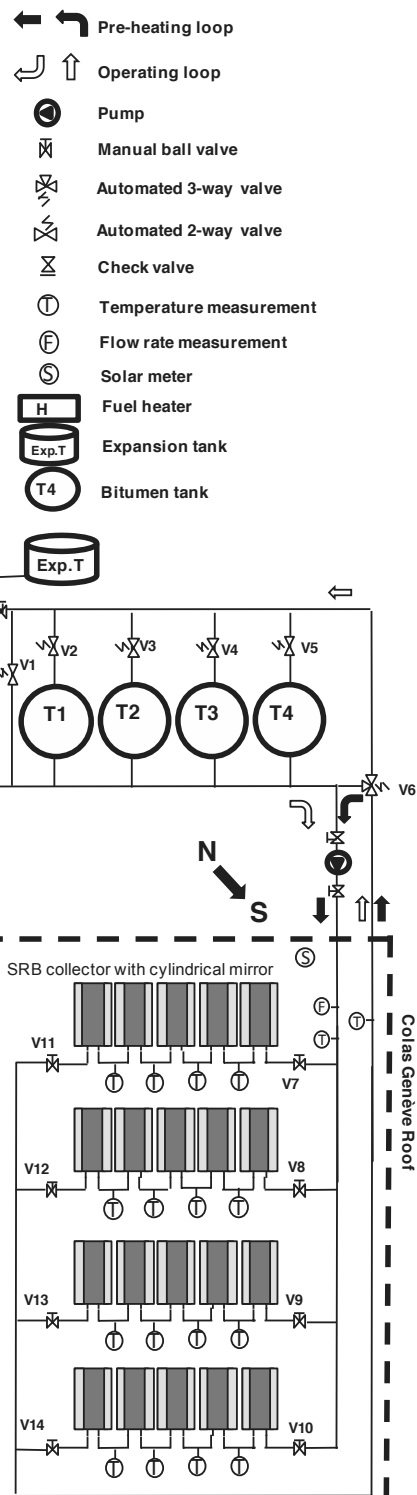 Pre-heating loop
Operating loop
Pump
Manual ball valve
Automated 3-way valve
Automated 2-way valve
Check valve
T Temperature measurement
F Flow rate measurement
S Solar meter
H Fuel heater
Exp.T Expansion tank
T4 Bitumen tank
Exp.T
V1 V2 V3 V4 V5
T1 T2 T3 T4
V6
N
S
S
SRB collector with cylindrical mirror
F
T
T
Colas Genève Roof
V11 V7
T T T T
V12 V8
T T T T
V13 V9
T T T T
V14 V10
T T T T